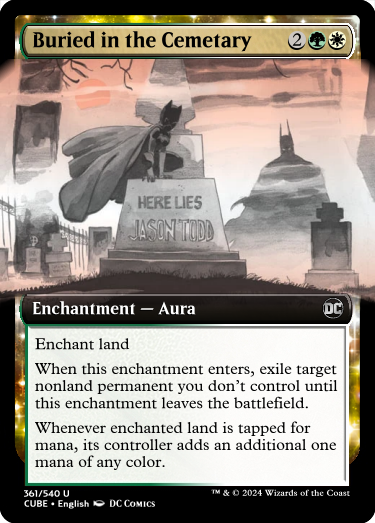 Buried in the Cemetary 2
HERE LIES
JASON TODD
Enchantment — Aura DC
Enchant land
When this enchantment enters, exile target
nonland permanent you don't control until
this enchantment leaves the battlefield.
Whenever enchanted land is tapped for
mana, its controller adds an additional one
mana of any color.
361/540 U
™ & © 2024 Wizards of the Coast
CUBE • English DC COMICS